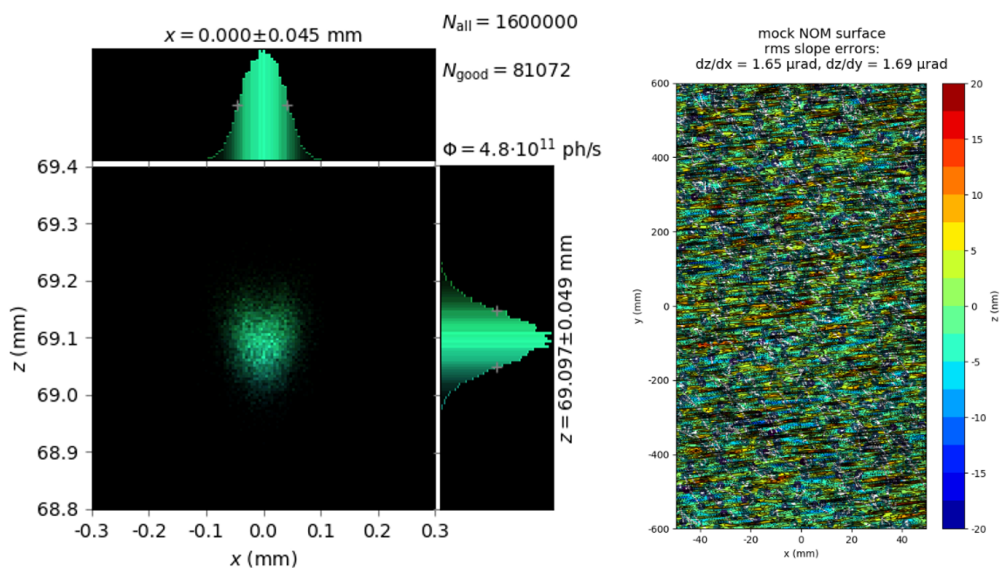 x = 0.000±0.045 mm
N_all = 1600000
N_good = 81072
Φ = 4.8·10¹¹ ph/s
69.4
69.3
69.2
69.1
69.0
68.9
68.8
z (mm)
-0.3
-0.2
-0.1
0.0
0.1
0.2
0.3
x (mm)
z = 69.097±0.049 mm
mock NOM surface
rms slope errors:
dz/dx = 1.65 μrad, dz/dy = 1.69 μrad
600
400
200
0
-200
-400
-600
y (mm)
-40
-20
0
20
40
x (mm)
20
15
10
5
0
-5
-10
-15
-20
z (nm)